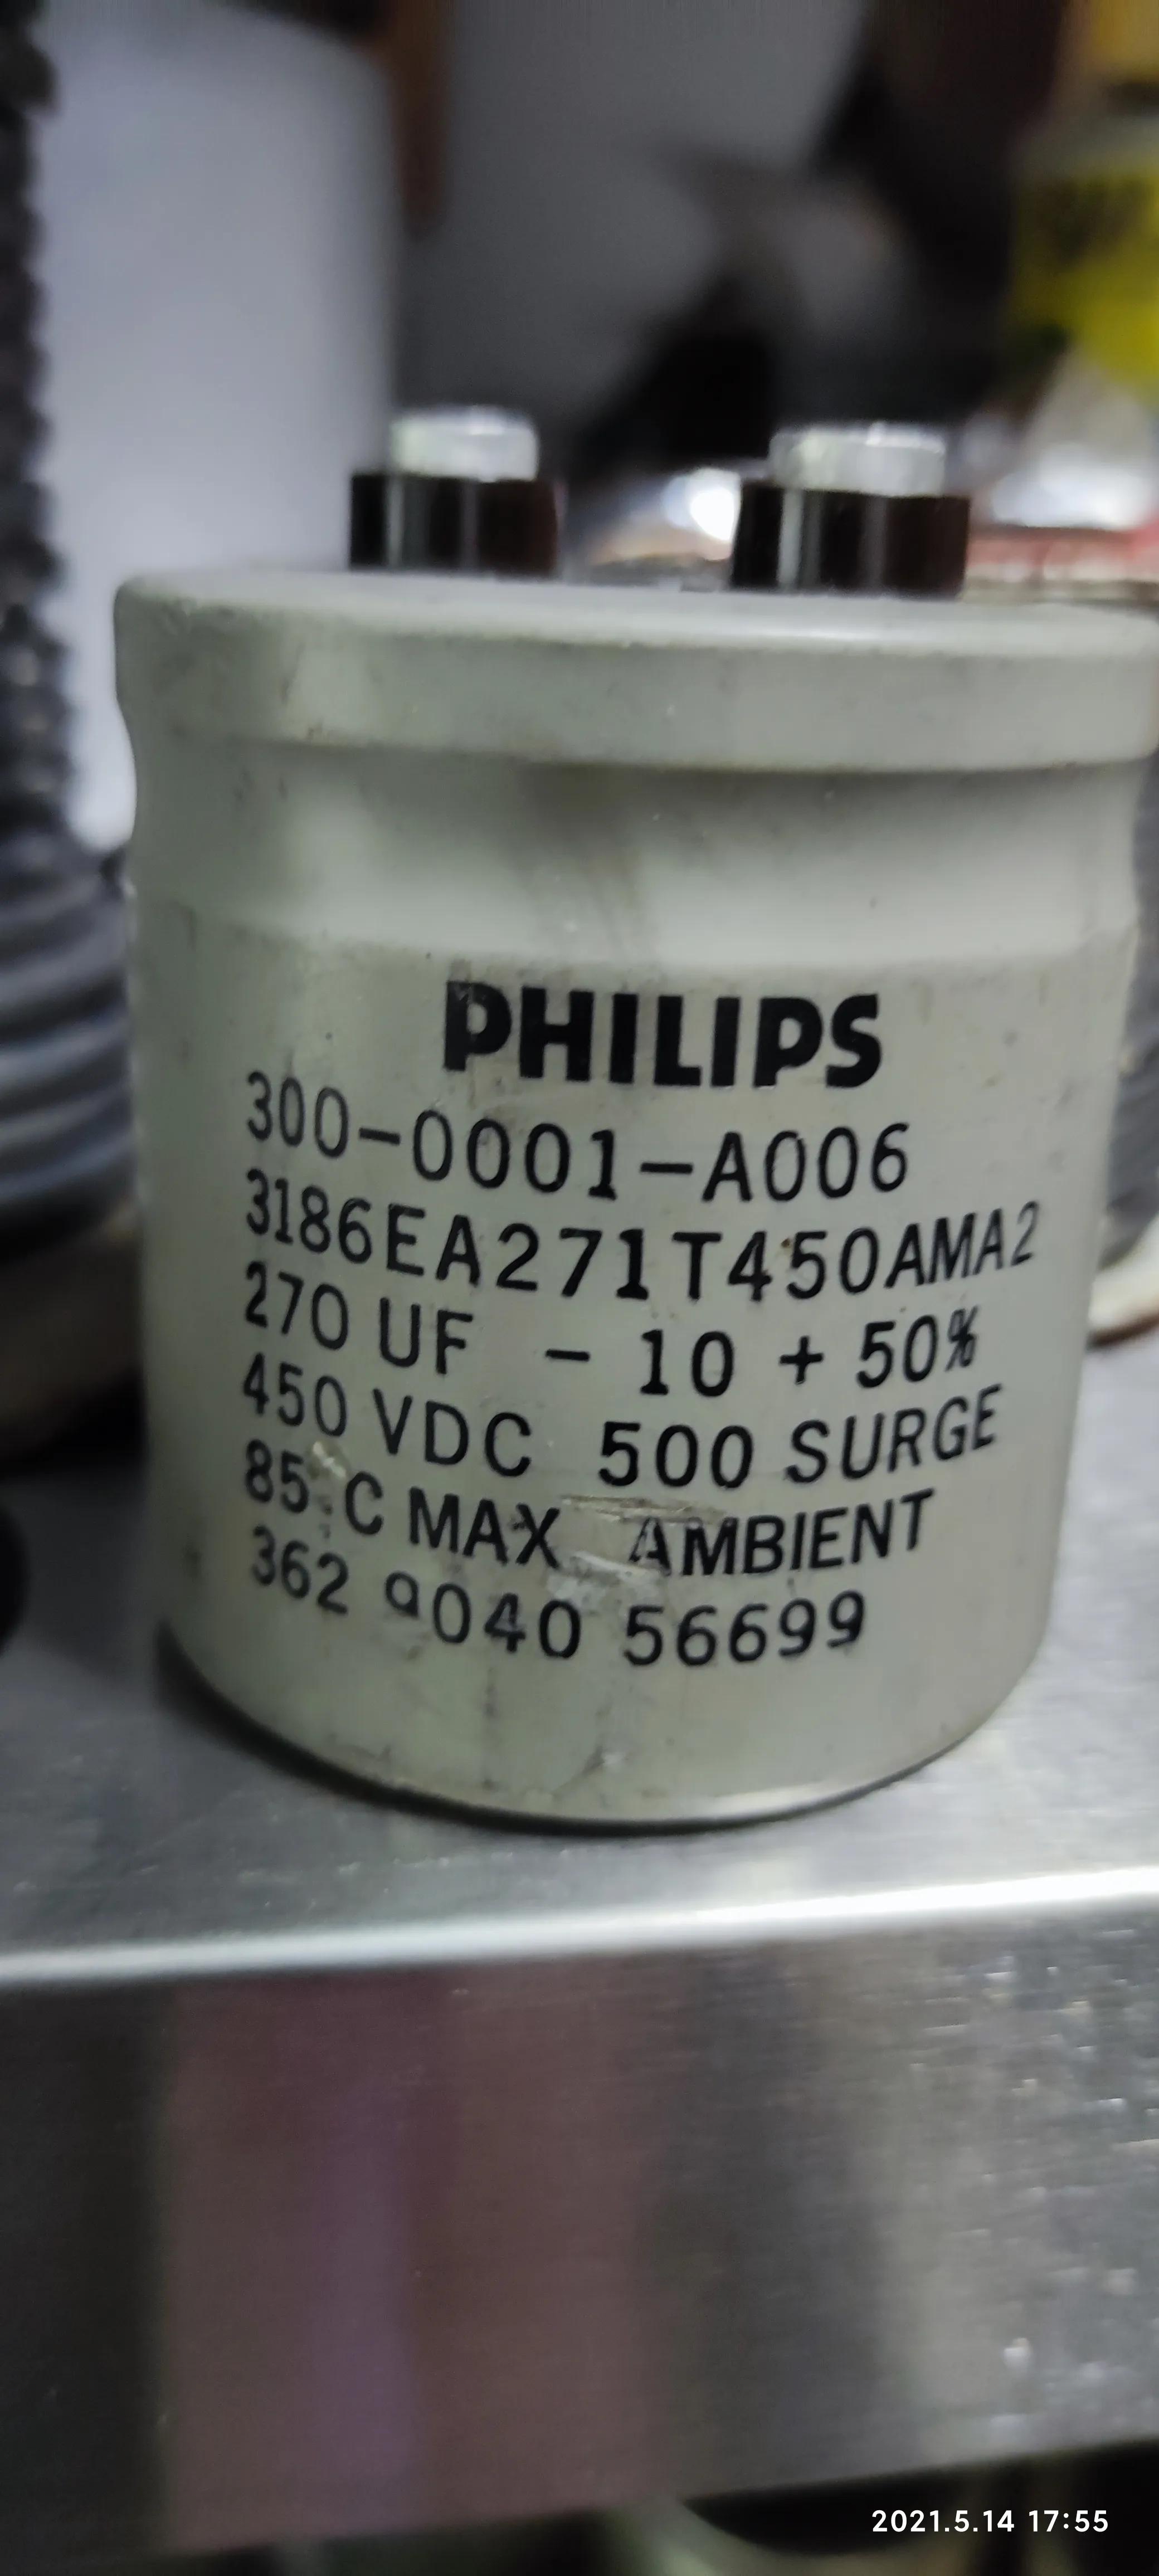 PHILIPS
300-0001-A006
3186EA271T450AMA2
270 UF - 10 + 50%
450 VDC 500 SURGE
85°C MAX AMBIENT
362 9040 56699
2021.5.14 17:55